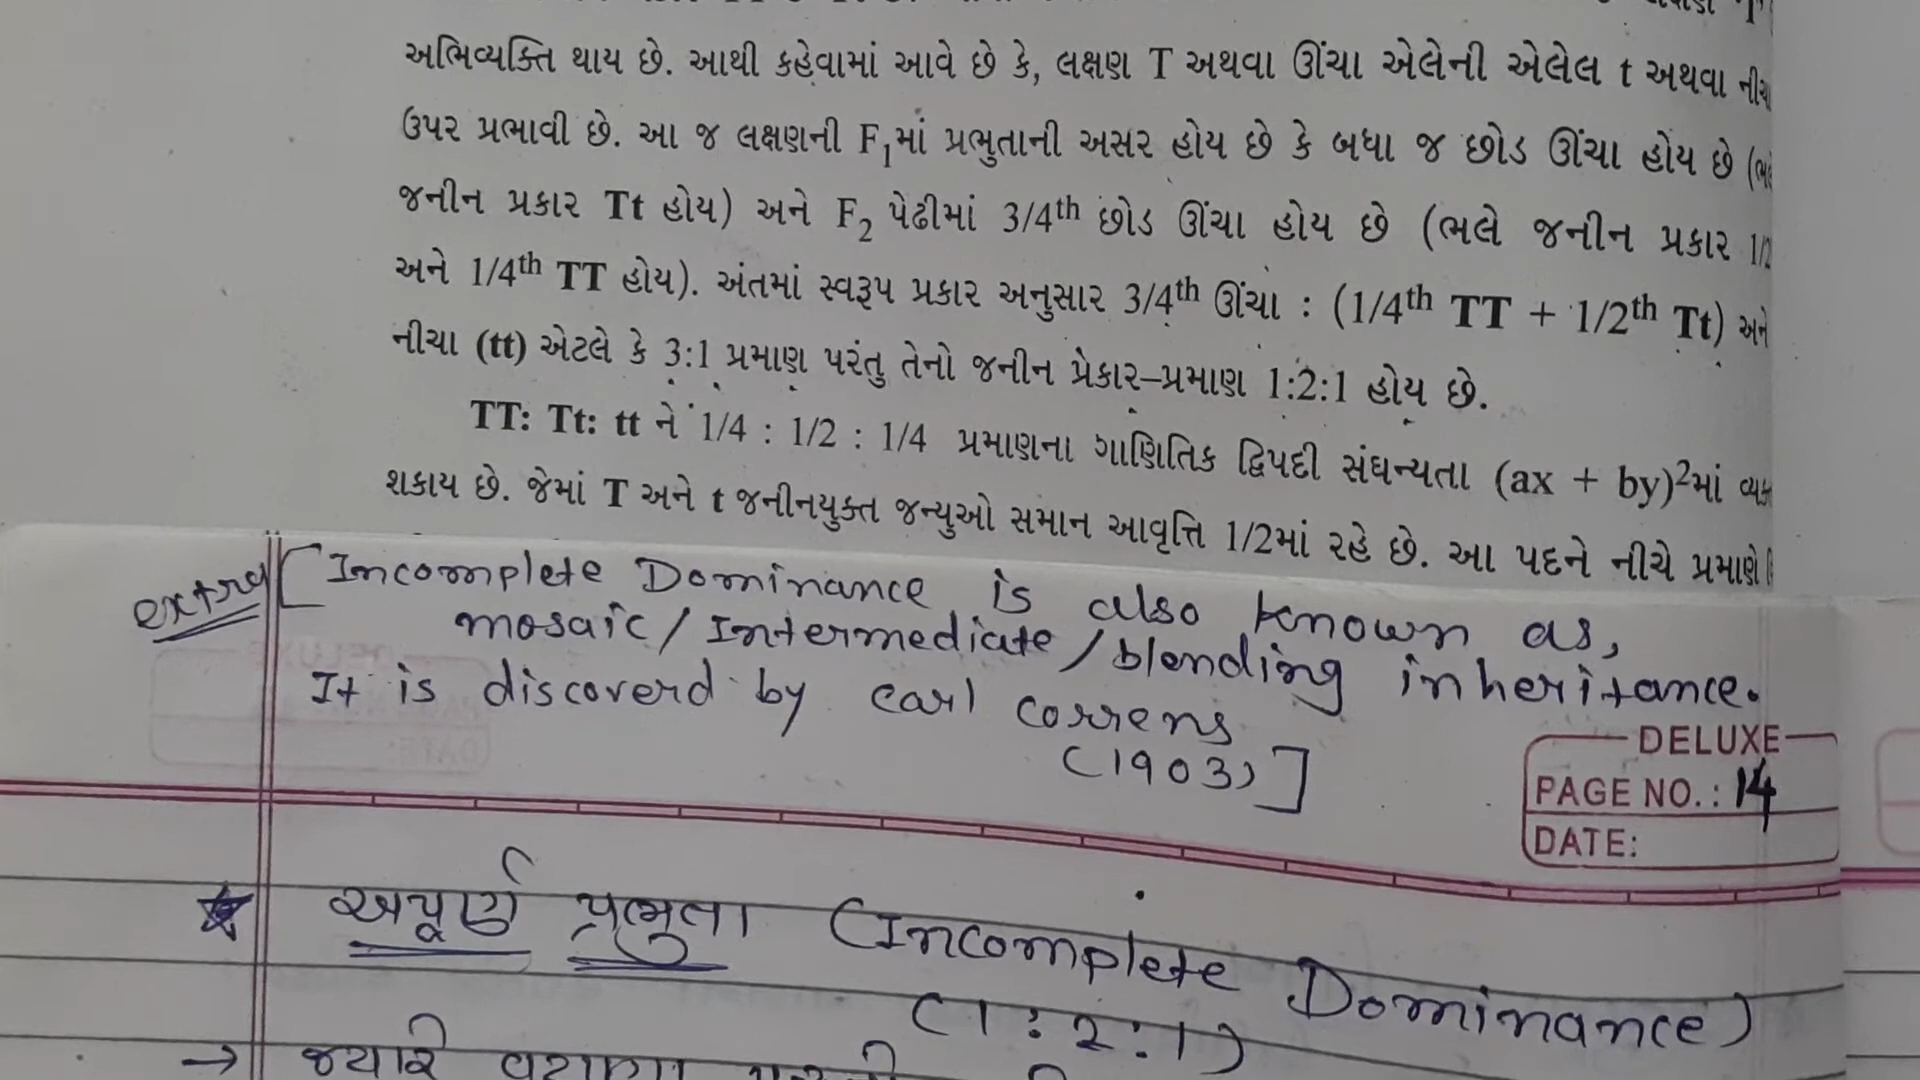 અભિવ્યક્તિ થાય છે. આથી કહેવામાં આવે છે કે, લક્ષણ T અથવા ઊંચા એલેની એલેલ t અથવા
ઉપર પ્રભાવી છે. આ જ લક્ષણની F₁માં પ્રભુતાની અસર હોય છે કે બધા જ છોડ ઊંચા હોય છે
જનીન પ્રકાર Tt હોય) અને F₂ પેઢીમાં 3/4th છોડ ઊંચા હોય છે (ભલે જનીન પ્રકાર 1/2
અને 1/4th TT હોય). અંતમાં સ્વરૂપ પ્રકાર અનુસાર 3/4th ઊંચા : (1/4th TT + 1/2th Tt) અને
નીચા (tt) એટલે કે 3:1 પ્રમાણ પરંતુ તેનો જનીન પ્રકાર–પ્રમાણ 1:2:1 હોય છે.
TT: Tt: tt ને 1/4 : 1/2 : 1/4 પ્રમાણના ગાણિતિક દ્વિપદી સંઘન્યતા (ax + by)²માં
શકાય છે. જેમાં T અને t જનીનયુક્ત જન્યુઓ સમાન આવૃત્તિ 1/2માં રહે છે. આ પદને નીચે પ્રમાણે
extra [Incomplete Dominance is also known as,
mosaic/Intermediate/blending inheritance.
It is discoverd by carl correns
(1903)]
DELUXE
PAGE NO.: 14
DATE:
★ અપૂર્ણ પ્રભુતા (Incomplete Dominance)
(1:2:1)
→ જ્યારે